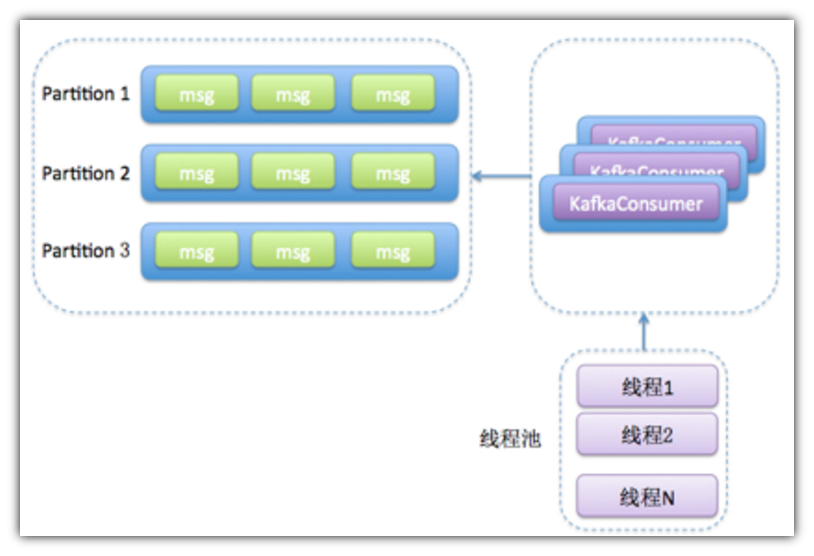 Partition 1
msg msg msg
Partition 2
msg msg msg
Partition 3
msg msg msg
KafkaConsumer
KafkaConsumer
KafkaConsumer
线程池
线程1
线程2
线程N